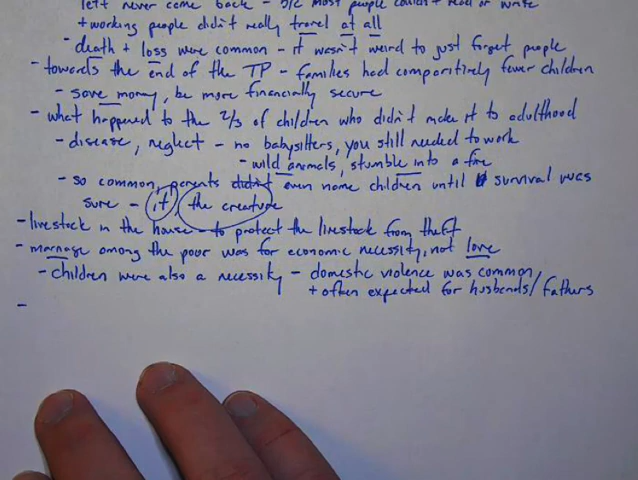 left never come back - b/c most people couldn't read or write
+ working people didn't really travel at all
- death + loss were common - it wasn't weird to just forget people
- towards the end of the TP - families had comparitively fewer children
- save money, be more financially secure
- what happened to the 2/3 of children who didn't make it to adulthood
- disease, neglect - no babysitters, you still needed to work
- wild animals, stumble into a fire
- so common, parents didn't even name children until survival was
sure - "it", the creature
- livestock in the house - to protect the livestock from theft
- marriage among the poor was for economic necessity, not love
- children were also a necessity - domestic violence was common,
+ often expected for husbands/fathers
-